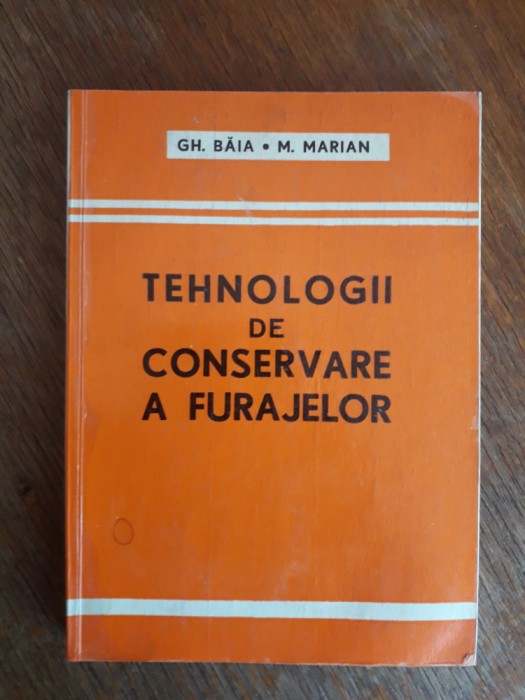 GH. BĂIA • M. MARIAN
TEHNOLOGII
DE
CONSERVARE
A FURAJELOR